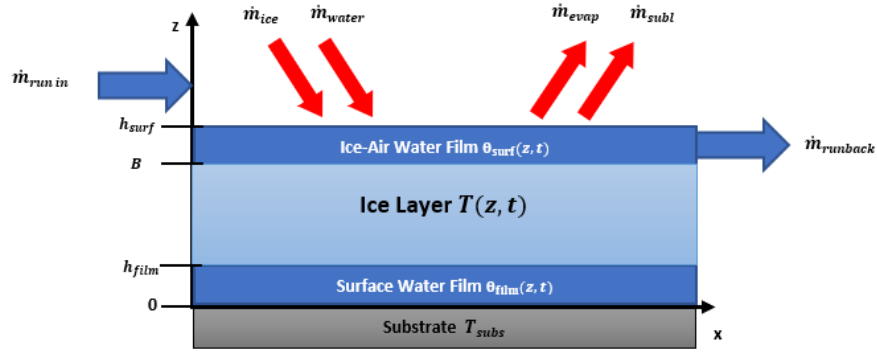 z
ṁ_ice
ṁ_water
ṁ_evap
ṁ_subl
ṁ_run in
h_surf
Ice-Air Water Film θ_surf(z, t)
ṁ_runback
B
Ice Layer T(z, t)
h_film
Surface Water Film θ_film(z, t)
0
Substrate T_subs
x